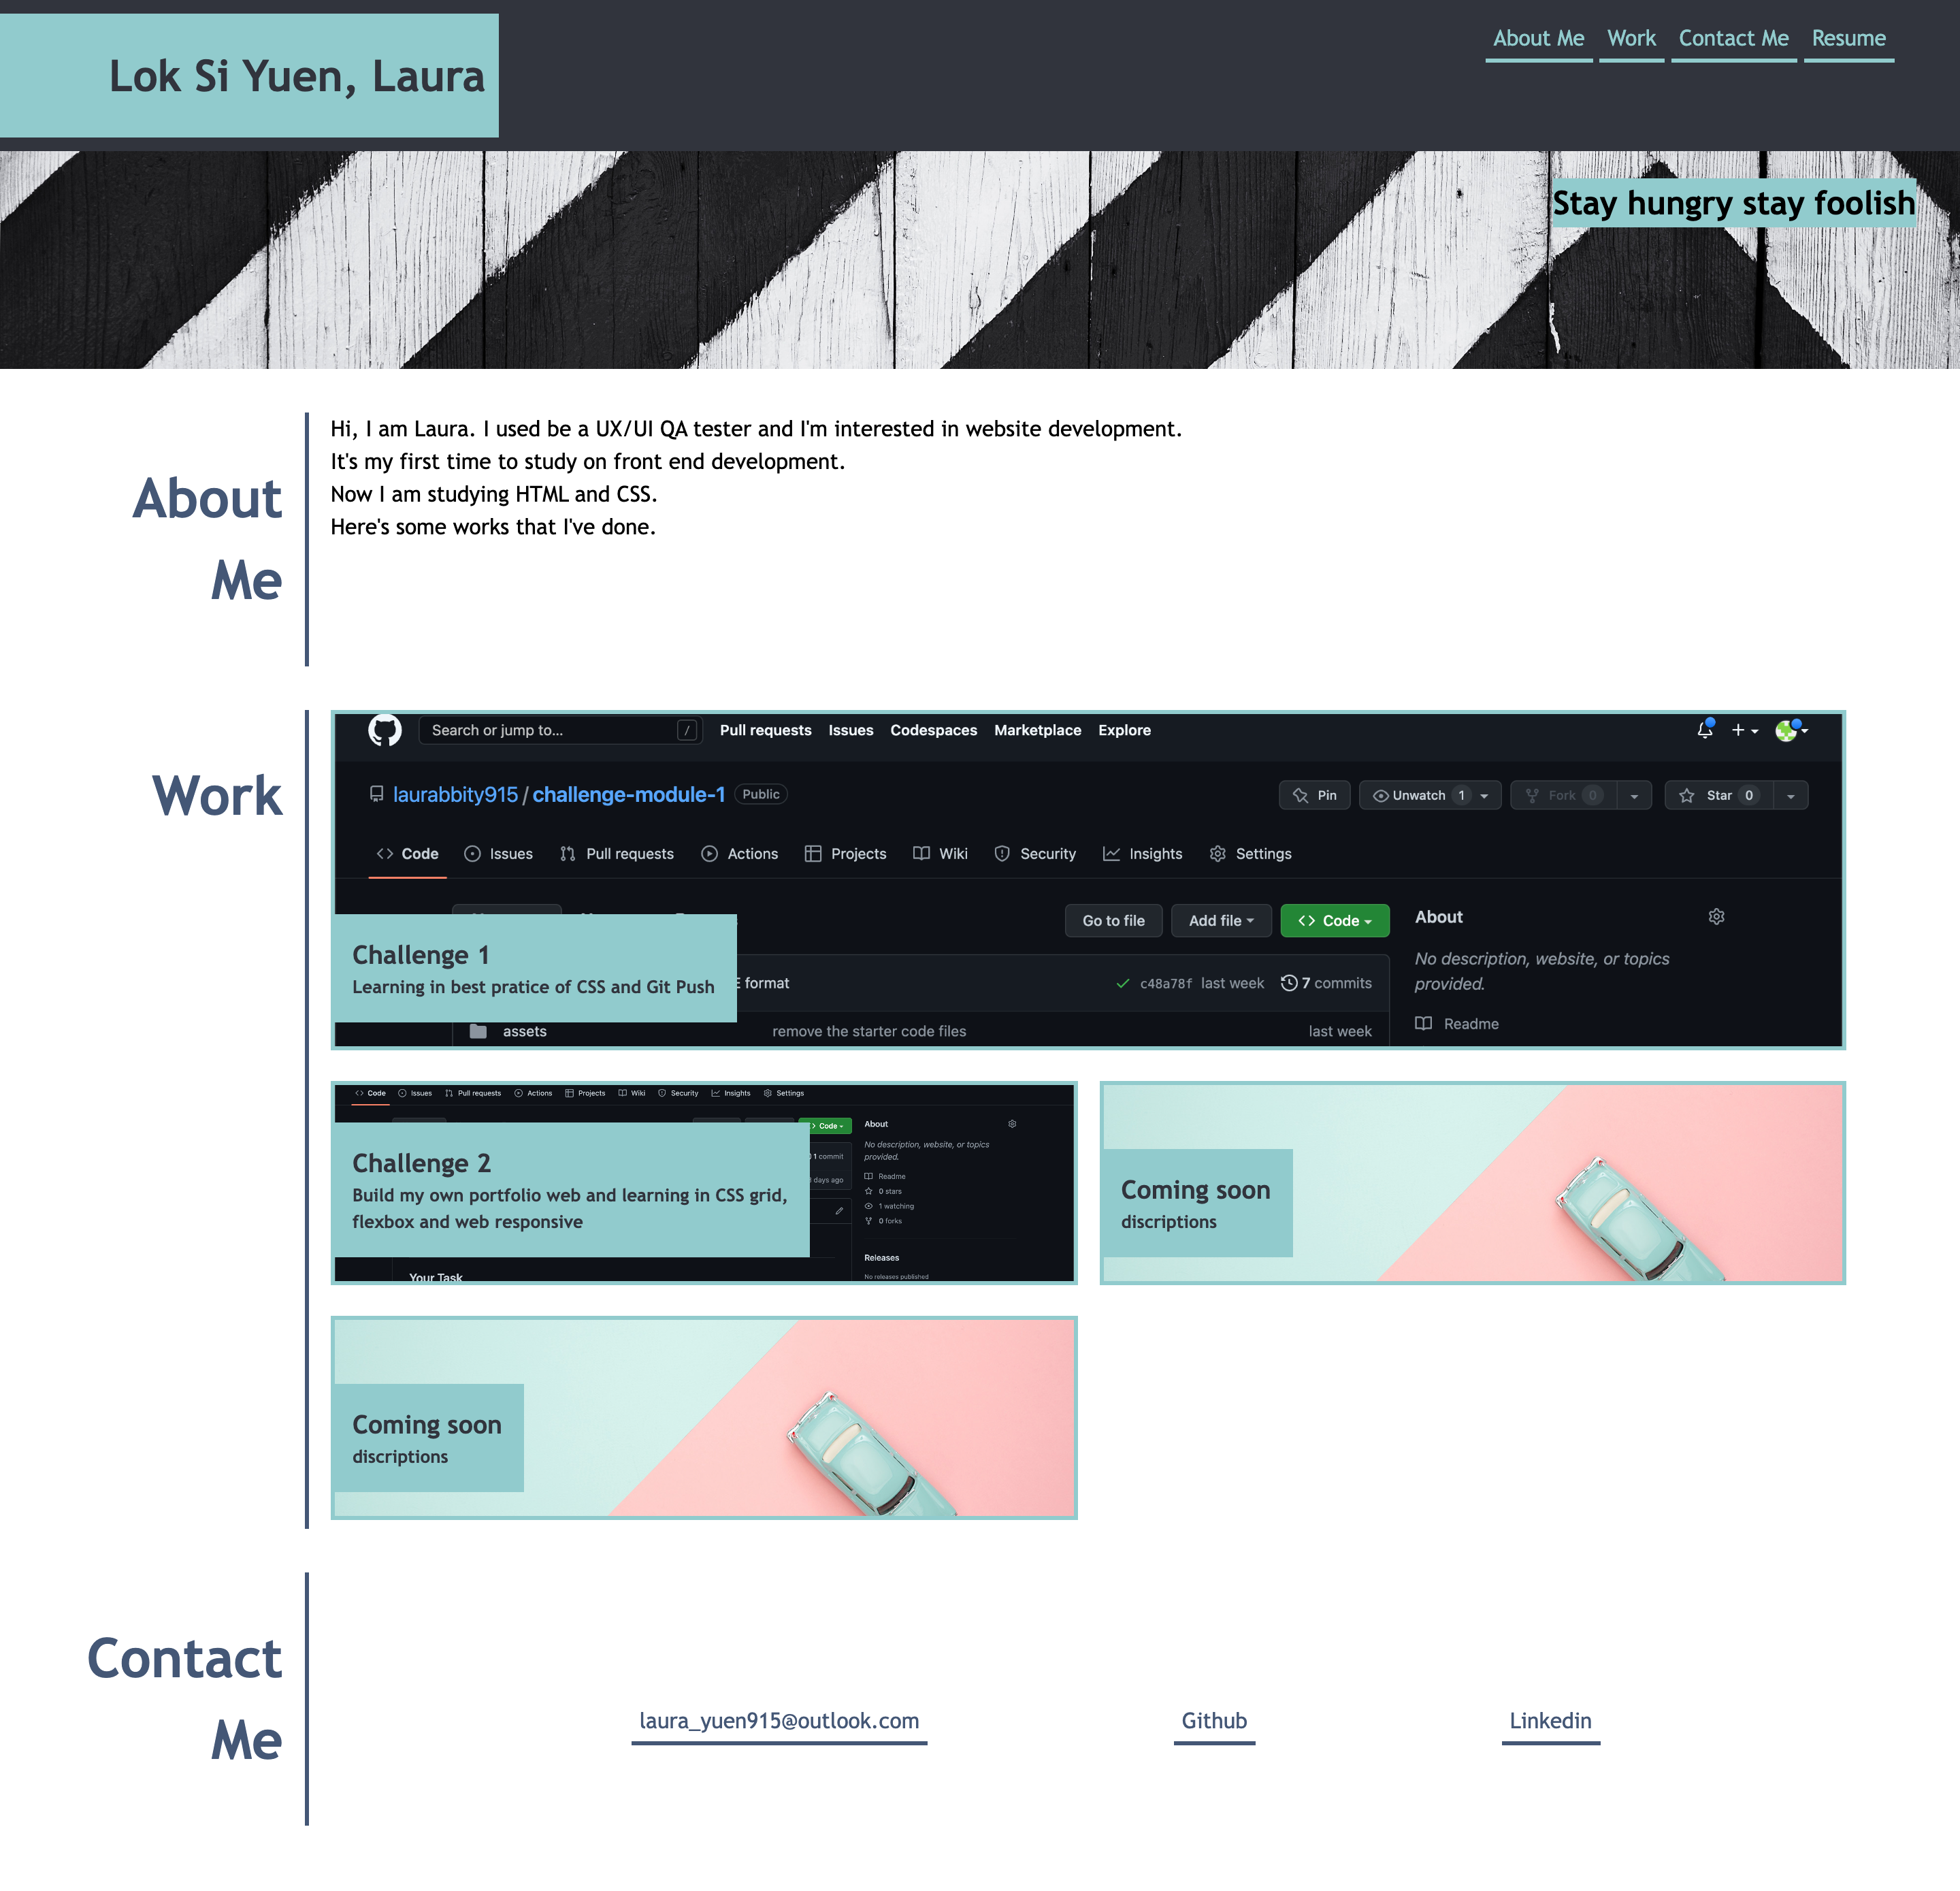 Lok Si Yuen, Laura
About Me Work Contact Me Resume
Stay hungry stay foolish
About
Me
Hi, I am Laura. I used be a UX/UI QA tester and I'm interested in website development.
It's my first time to study on front end development.
Now I am studying HTML and CSS.
Here's some works that I've done.
Work
Search or jump to... / Pull requests Issues Codespaces Marketplace Explore
laurabbity915 / challenge-module-1 Public
Pin Unwatch 1 Fork 0 Star 0
Code Issues Pull requests Actions Projects Wiki Security Insights Settings
Go to file Add file Code About
No description, website, or topics
provided.
Challenge 1
Learning in best pratice of CSS and Git Push
format c48a78f last week 7 commits
Readme
assets remove the starter code files last week
Code Issues Pull requests Actions Projects Wiki Security Insights Settings
Code About
No description, website, or topics
provided.
1 commit
days ago
Readme
0 stars
1 watching
0 forks
Releases
No releases published
Challenge 2
Build my own portfolio web and learning in CSS grid,
flexbox and web responsive
Your Task
Coming soon
discriptions
Coming soon
discriptions
Contact
Me
laura_yuen915@outlook.com Github Linkedin